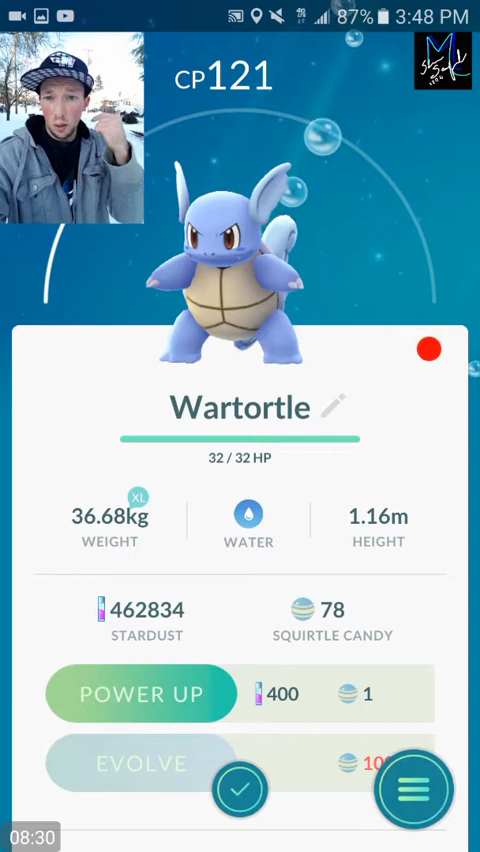 87% 3:48 PM
CP121
Wartortle
32 / 32 HP
XL
36.68kg
1.16m
WEIGHT
WATER
HEIGHT
462834
78
STARDUST
SQUIRTLE CANDY
POWER UP 400 1
EVOLVE
08:30